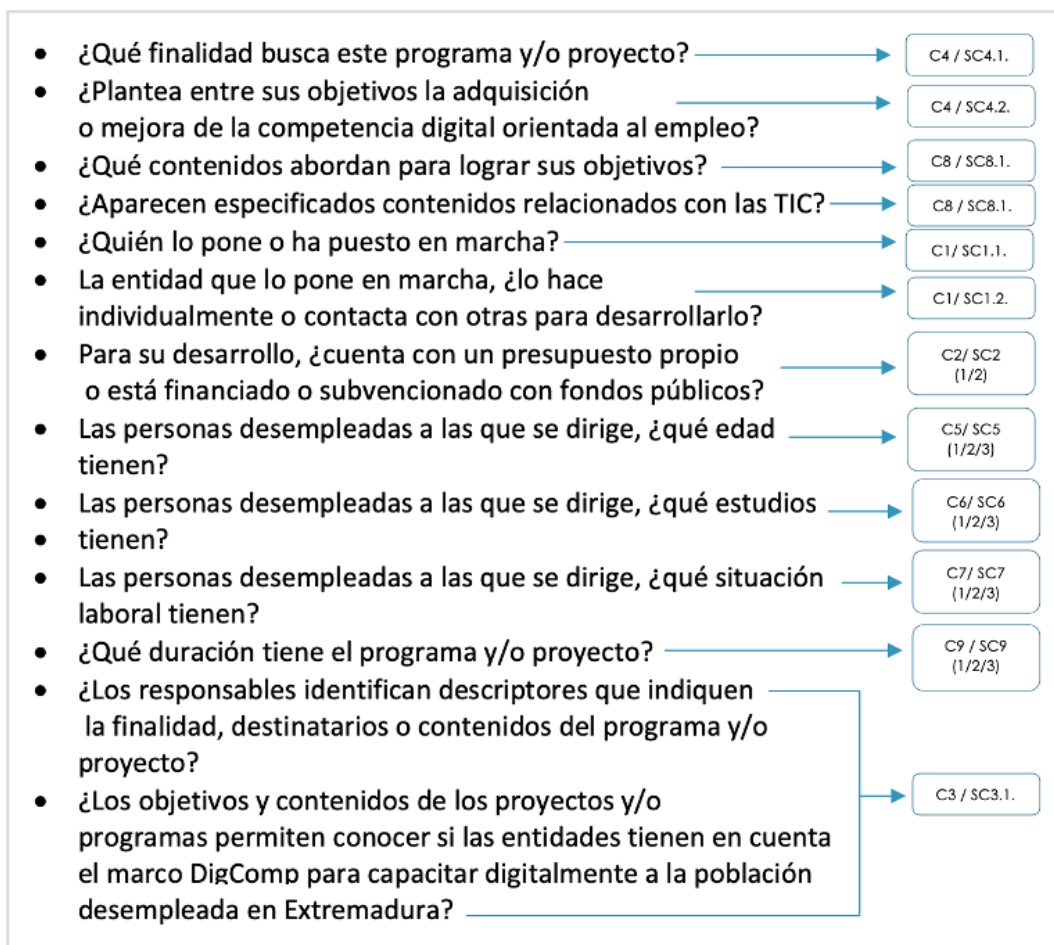 • ¿Qué finalidad busca este programa y/o proyecto?
C4 / SC4.1.
• ¿Plantea entre sus objetivos la adquisición
o mejora de la competencia digital orientada al empleo?
C4 / SC4.2.
• ¿Qué contenidos abordan para lograr sus objetivos?
C8 / SC8.1.
• ¿Aparecen especificados contenidos relacionados con las TIC?
C8 / SC8.1.
• ¿Quién lo pone o ha puesto en marcha?
C1/ SC1.1.
• La entidad que lo pone en marcha, ¿lo hace
individualmente o contacta con otras para desarrollarlo?
C1/ SC1.2.
• Para su desarrollo, ¿cuenta con un presupuesto propio
o está financiado o subvencionado con fondos públicos?
C2/ SC2
(1/2)
• Las personas desempleadas a las que se dirige, ¿qué edad
tienen?
C5/ SC5
(1/2/3)
• Las personas desempleadas a las que se dirige, ¿qué estudios
• tienen?
C6/ SC6
(1/2/3)
• Las personas desempleadas a las que se dirige, ¿qué situación
laboral tienen?
C7/ SC7
(1/2/3)
• ¿Qué duración tiene el programa y/o proyecto?
C9 / SC9
(1/2/3)
• ¿Los responsables identifican descriptores que indiquen
la finalidad, destinatarios o contenidos del programa y/o
proyecto?
• ¿Los objetivos y contenidos de los proyectos y/o
programas permiten conocer si las entidades tienen en cuenta
el marco DigComp para capacitar digitalmente a la población
desempleada en Extremadura?
C3 / SC3.1.